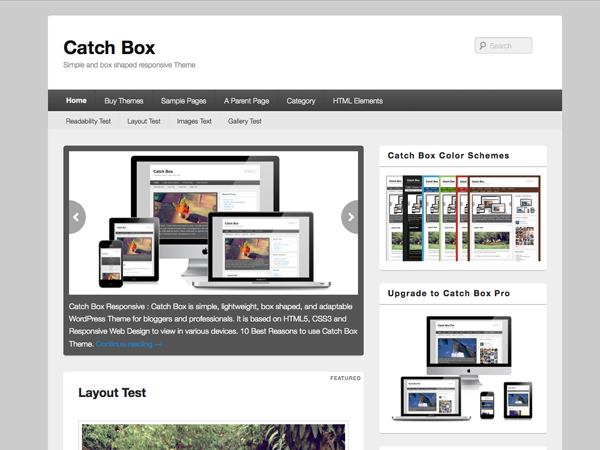 Catch Box
Simple and box shaped responsive Theme
Search
Home Buy Themes Sample Pages A Parent Page Category HTML Elements
Readability Test Layout Test Images Text Gallery Test
Catch Box Responsive : Catch Box is simple, lightweight, box shaped, and adaptable
WordPress Theme for bloggers and professionals. It is based on HTML5, CSS3 and
Responsive Web Design to view in various devices. 10 Best Reasons to use Catch Box
Theme. Continue reading →
FEATURED
Layout Test
Catch Box Color Schemes
Upgrade to Catch Box Pro